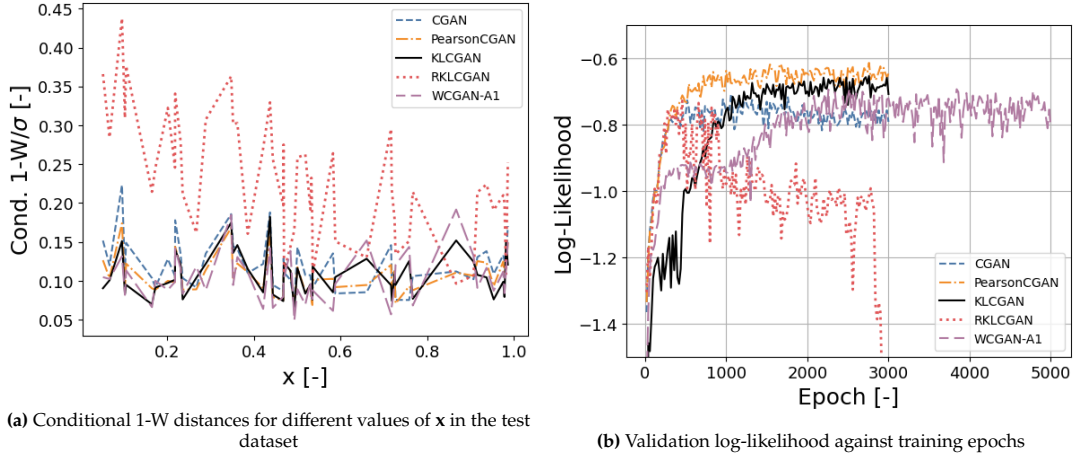 0.45
0.40
0.35
0.30
0.25
0.20
0.15
0.10
0.05
Cond. 1-W/σ [-]
0.2
0.4
0.6
0.8
1.0
x [-]
CGAN
PearsonCGAN
KLCGAN
RKLCGAN
WCGAN-A1
(a) Conditional 1-W distances for different values of x in the test
dataset
−0.6
−0.8
−1.0
−1.2
−1.4
Log-Likelihood
0
1000
2000
3000
4000
5000
Epoch [-]
CGAN
PearsonCGAN
KLCGAN
RKLCGAN
WCGAN-A1
(b) Validation log-likelihood against training epochs